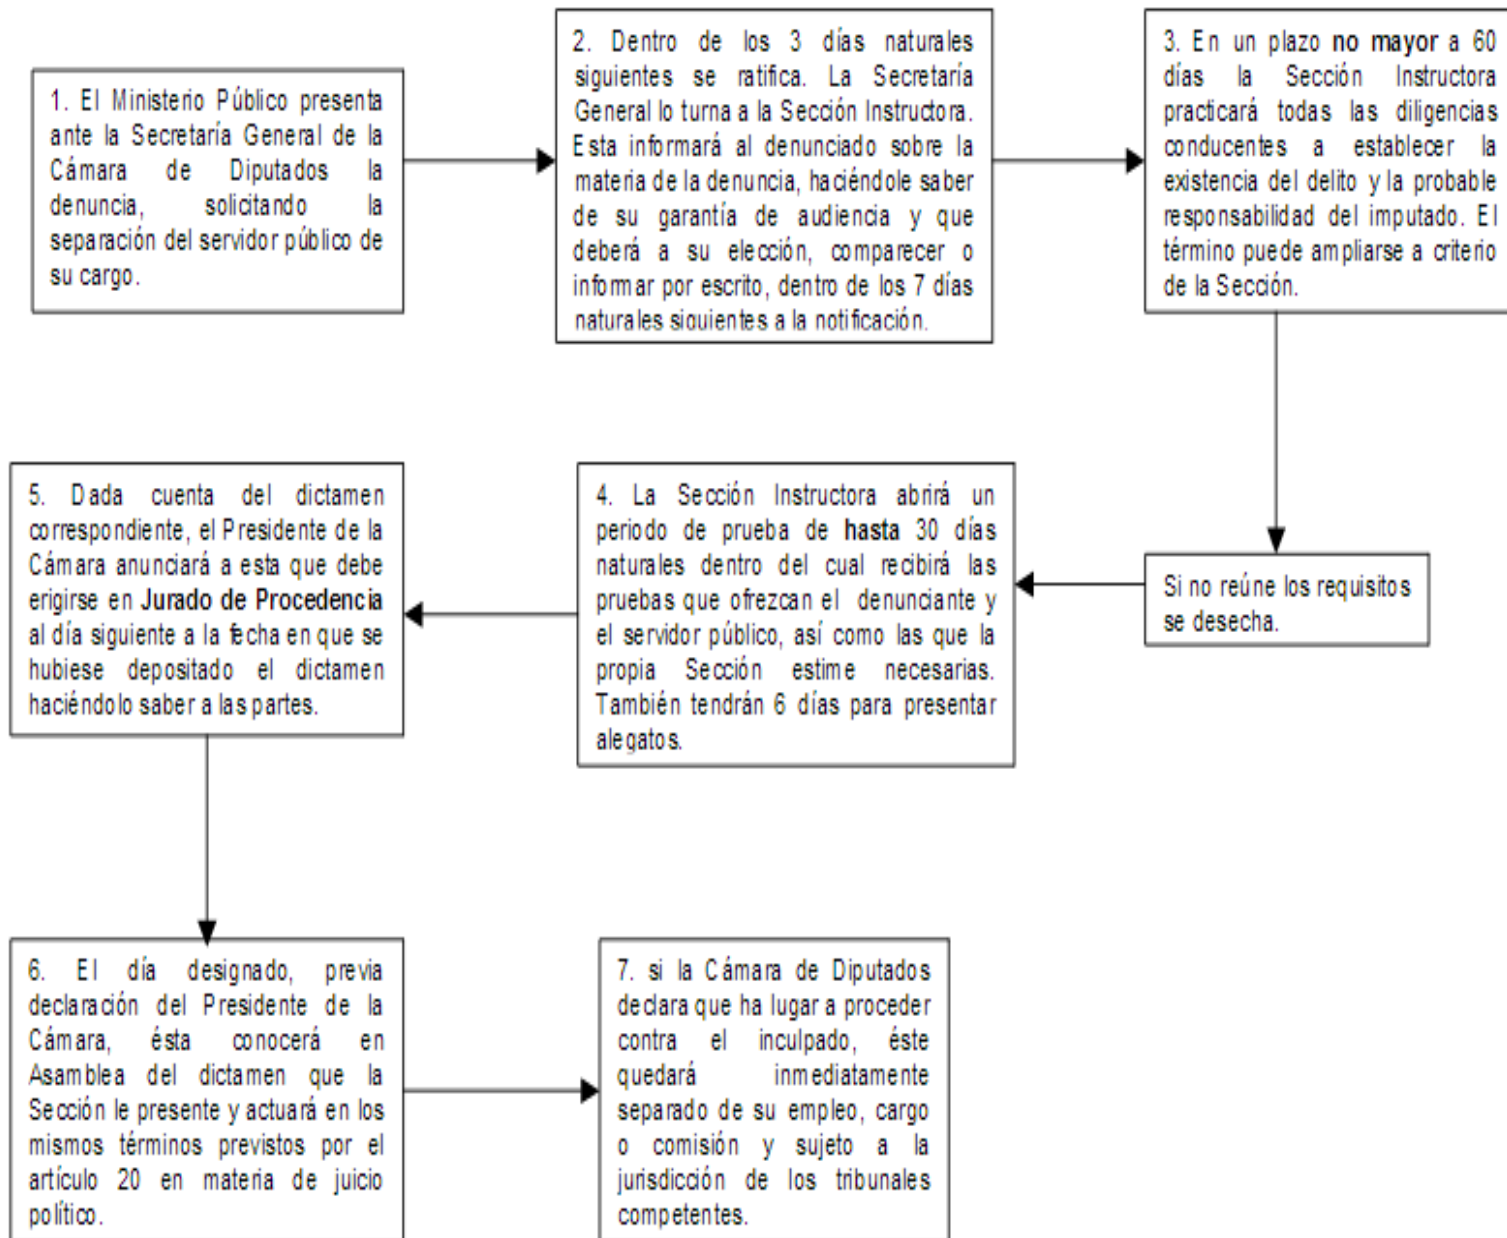 1. El Ministerio Público presenta
ante la Secretaría General de la
Cámara de Diputados la
denuncia, solicitando la
separación del servidor público de
su cargo.
2. Dentro de los 3 días naturales
siguientes se ratifica. La Secretaría
General lo turna a la Sección Instructora.
Esta informará al denunciado sobre la
materia de la denuncia, haciéndole saber
de su garantía de audiencia y que
deberá a su elección, comparecer o
informar por escrito, dentro de los 7 días
naturales siguientes a la notificación.
3. En un plazo no mayor a 60
días la Sección Instructora
practicará todas las diligencias
conducentes a establecer la
existencia del delito y la probable
responsabilidad del imputado. El
término puede ampliarse a criterio
de la Sección.
Si no reúne los requisitos
se desecha.
4. La Sección Instructora abrirá un
periodo de prueba de hasta 30 días
naturales dentro del cual recibirá las
pruebas que ofrezcan el denunciante y
el servidor público, así como las que la
propia Sección estime necesarias.
También tendrán 6 días para presentar
alegatos.
5. Dada cuenta del dictamen
correspondiente, el Presidente de la
Cámara anunciará a esta que debe
erigirse en Jurado de Procedencia
al día siguiente a la fecha en que se
hubiese depositado el dictamen
haciéndolo saber a las partes.
6. El día designado, previa
declaración del Presidente de la
Cámara, ésta conocerá en
Asamblea del dictamen que la
Sección le presente y actuará en los
mismos términos previstos por el
artículo 20 en materia de juicio
político.
7. si la Cámara de Diputados
declara que ha lugar a proceder
contra el inculpado, éste
quedará inmediatamente
separado de su empleo, cargo
o comisión y sujeto a la
jurisdicción de los tribunales
competentes.